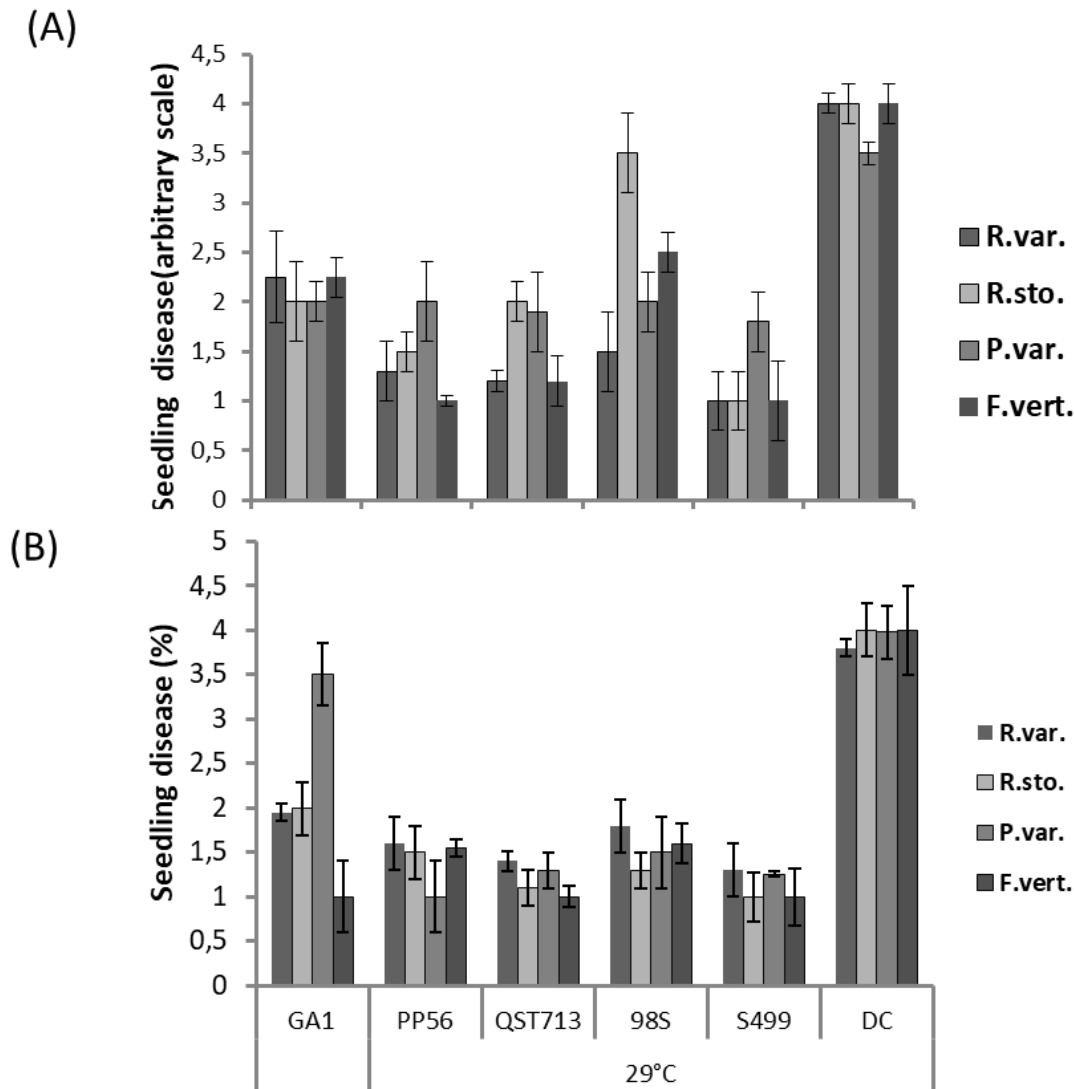 (A)
Seedling disease(arbitrary scale)
4,5
4
3,5
3
2,5
2
1,5
1
0,5
0
R.var.
R.sto.
P.var.
F.vert.
(B)
Seedling disease (%)
5
4,5
4
3,5
3
2,5
2
1,5
1
0,5
0
R.var.
R.sto.
P.var.
F.vert.
GA1 PP56 QST713 98S S499 DC
29°C